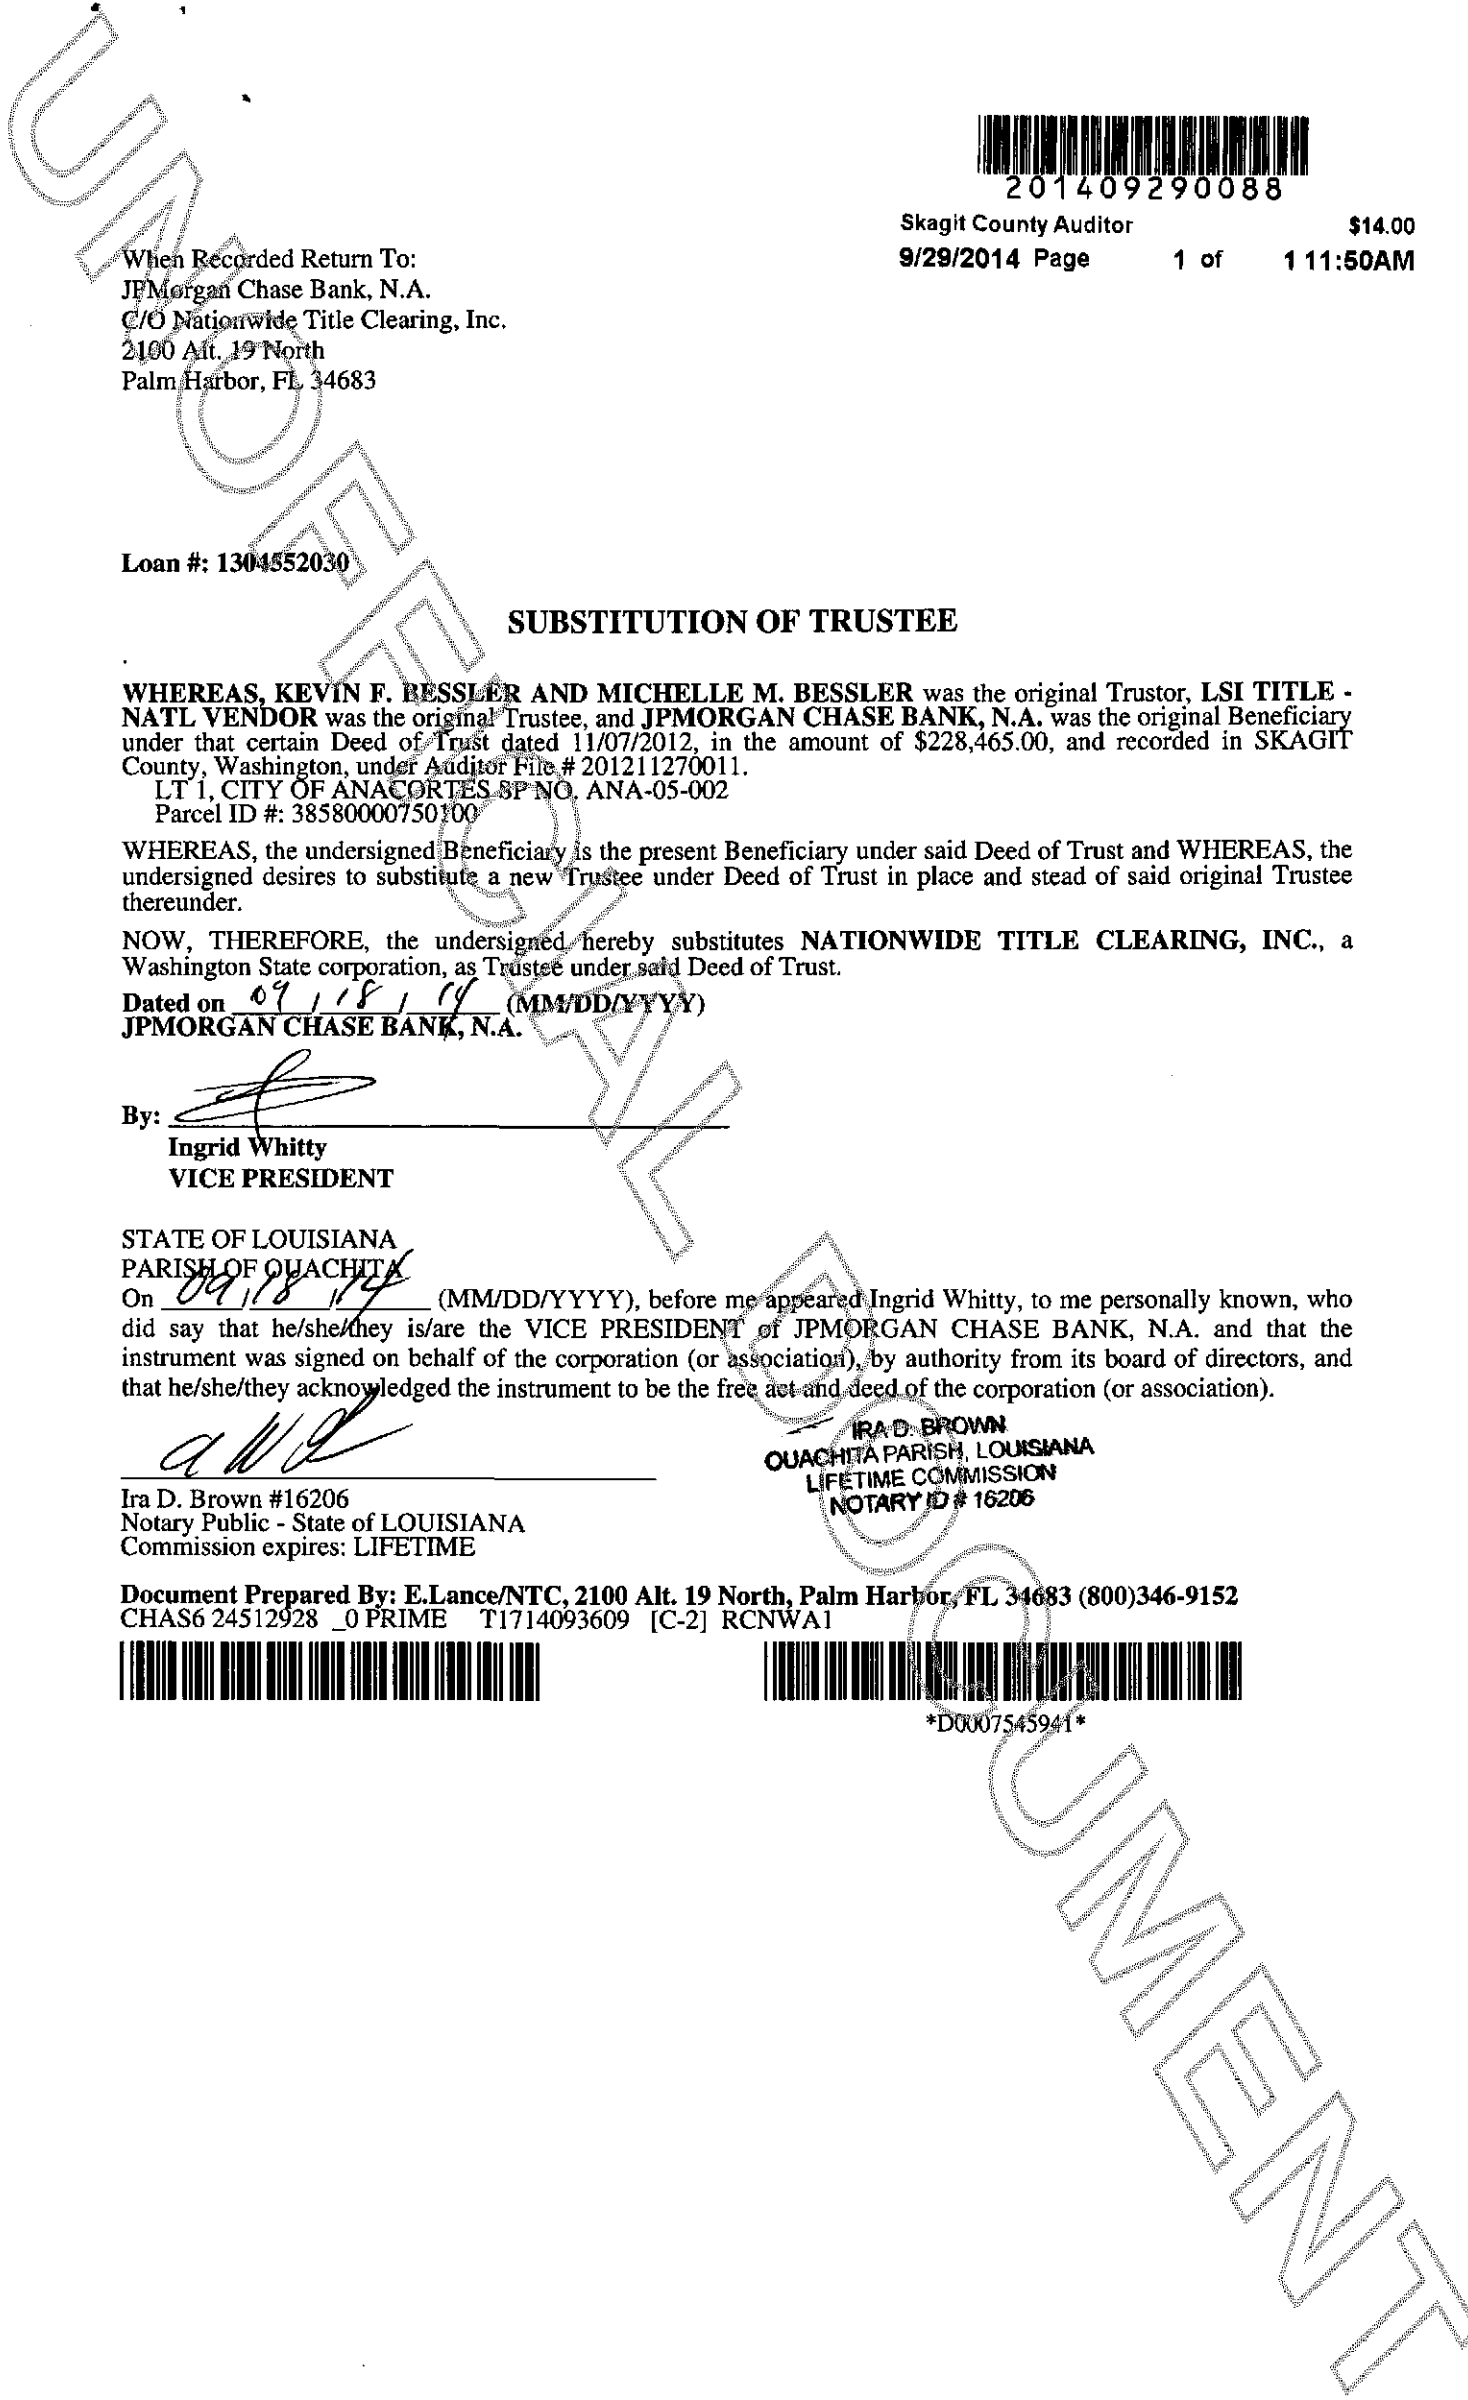 201409290088
Skagit County Auditor $14.00
9/29/2014 Page 1 of 1 11:50AM
When Recorded Return To:
JPMorgan Chase Bank, N.A.
C/O Nationwide Title Clearing, Inc.
2100 Alt. 19 North
Palm Harbor, FL 34683
Loan #: 1304552030
SUBSTITUTION OF TRUSTEE
WHEREAS, KEVIN F. BESSLER AND MICHELLE M. BESSLER was the original Trustor, LSI TITLE -
NATL VENDOR was the original Trustee, and JPMORGAN CHASE BANK, N.A. was the original Beneficiary
under that certain Deed of Trust dated 11/07/2012, in the amount of $228,465.00, and recorded in SKAGIT
County, Washington, under Auditor File # 201211270011.
LT 1, CITY OF ANACORTES SP NO. ANA-05-002
Parcel ID #: 38580000750100
WHEREAS, the undersigned Beneficiary is the present Beneficiary under said Deed of Trust and WHEREAS, the
undersigned desires to substitute a new Trustee under Deed of Trust in place and stead of said original Trustee
thereunder.
NOW, THEREFORE, the undersigned hereby substitutes NATIONWIDE TITLE CLEARING, INC., a
Washington State corporation, as Trustee under said Deed of Trust.
Dated on 09 / 18 / 14 (MM/DD/YYYY)
JPMORGAN CHASE BANK, N.A.
By:
Ingrid Whitty
VICE PRESIDENT
STATE OF LOUISIANA
PARISH OF OUACHITA
On 09/18/14 (MM/DD/YYYY), before me appeared Ingrid Whitty, to me personally known, who
did say that he/she/they is/are the VICE PRESIDENT of JPMORGAN CHASE BANK, N.A. and that the
instrument was signed on behalf of the corporation (or association), by authority from its board of directors, and
that he/she/they acknowledged the instrument to be the free act and deed of the corporation (or association).
IRA D. BROWN
OUACHITA PARISH, LOUISIANA
LIFETIME COMMISSION
NOTARY ID # 16206
Ira D. Brown #16206
Notary Public - State of LOUISIANA
Commission expires: LIFETIME
Document Prepared By: E.Lance/NTC, 2100 Alt. 19 North, Palm Harbor, FL 34683 (800)346-9152
CHAS6 24512928 _0 PRIME T1714093609 [C-2] RCNWA1
*D0007545941*
UNOFFICIAL DOCUMENT